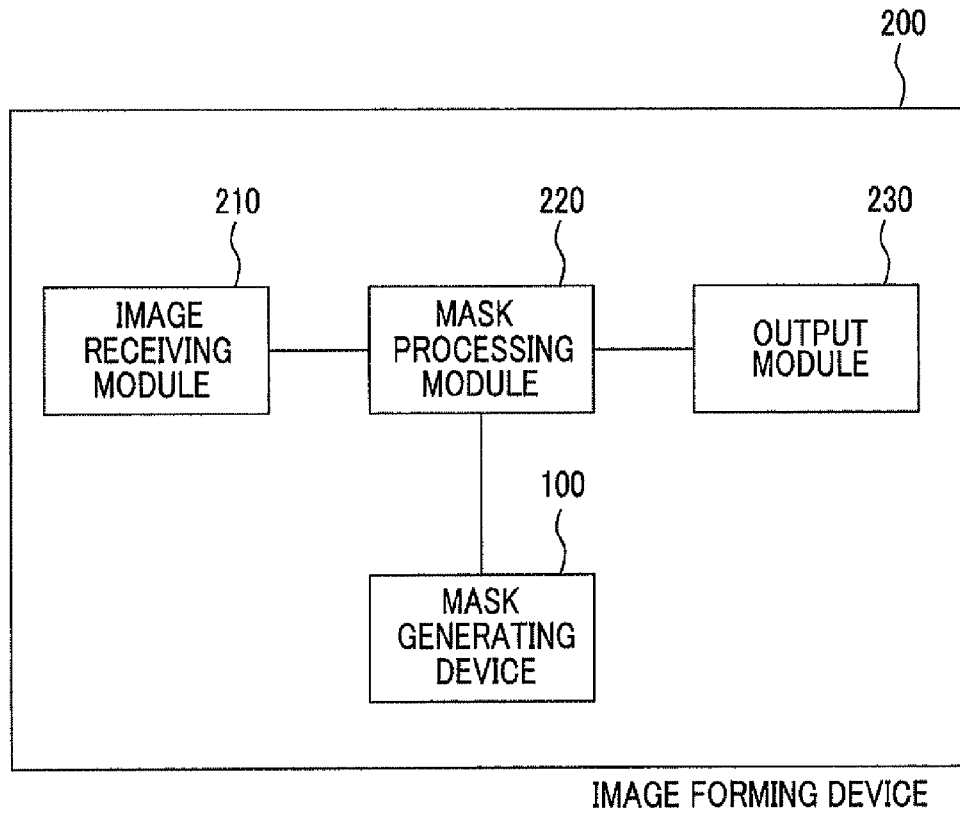 200
210
220
230
IMAGE
RECEIVING
MODULE
MASK
PROCESSING
MODULE
OUTPUT
MODULE
100
MASK
GENERATING
DEVICE
IMAGE FORMING DEVICE